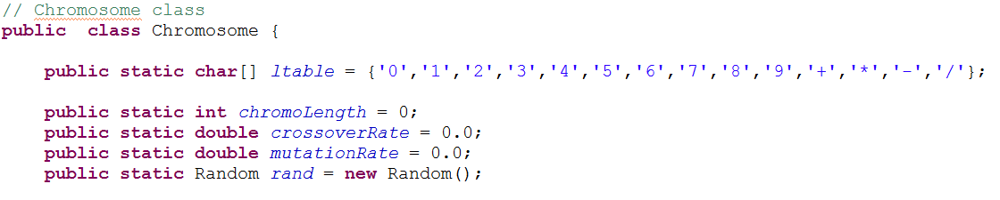 // Chromosome class
public  class Chromosome {
public static char[] ltable = {'0','1','2','3','4','5','6','7','8','9','+','*','-','/'};
public static int chromoLength = 0;
public static double crossoverRate = 0.0;
public static double mutationRate = 0.0;
public static Random rand = new Random();